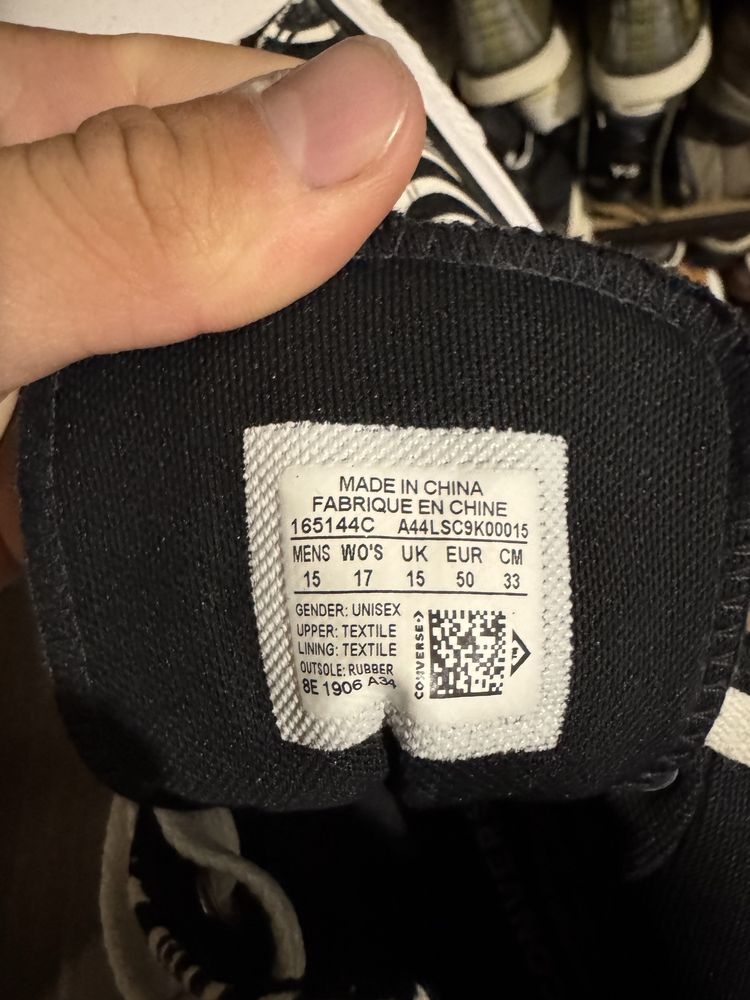 MADE IN CHINA
FABRIQUE EN CHINE
165144C A44LSC9K00015
MENS WO'S UK EUR CM
15 17 15 50 33
GENDER: UNISEX
UPPER: TEXTILE
LINING: TEXTILE
OUTSOLE: RUBBER
8E 1906 A34
CONVERSE
TM